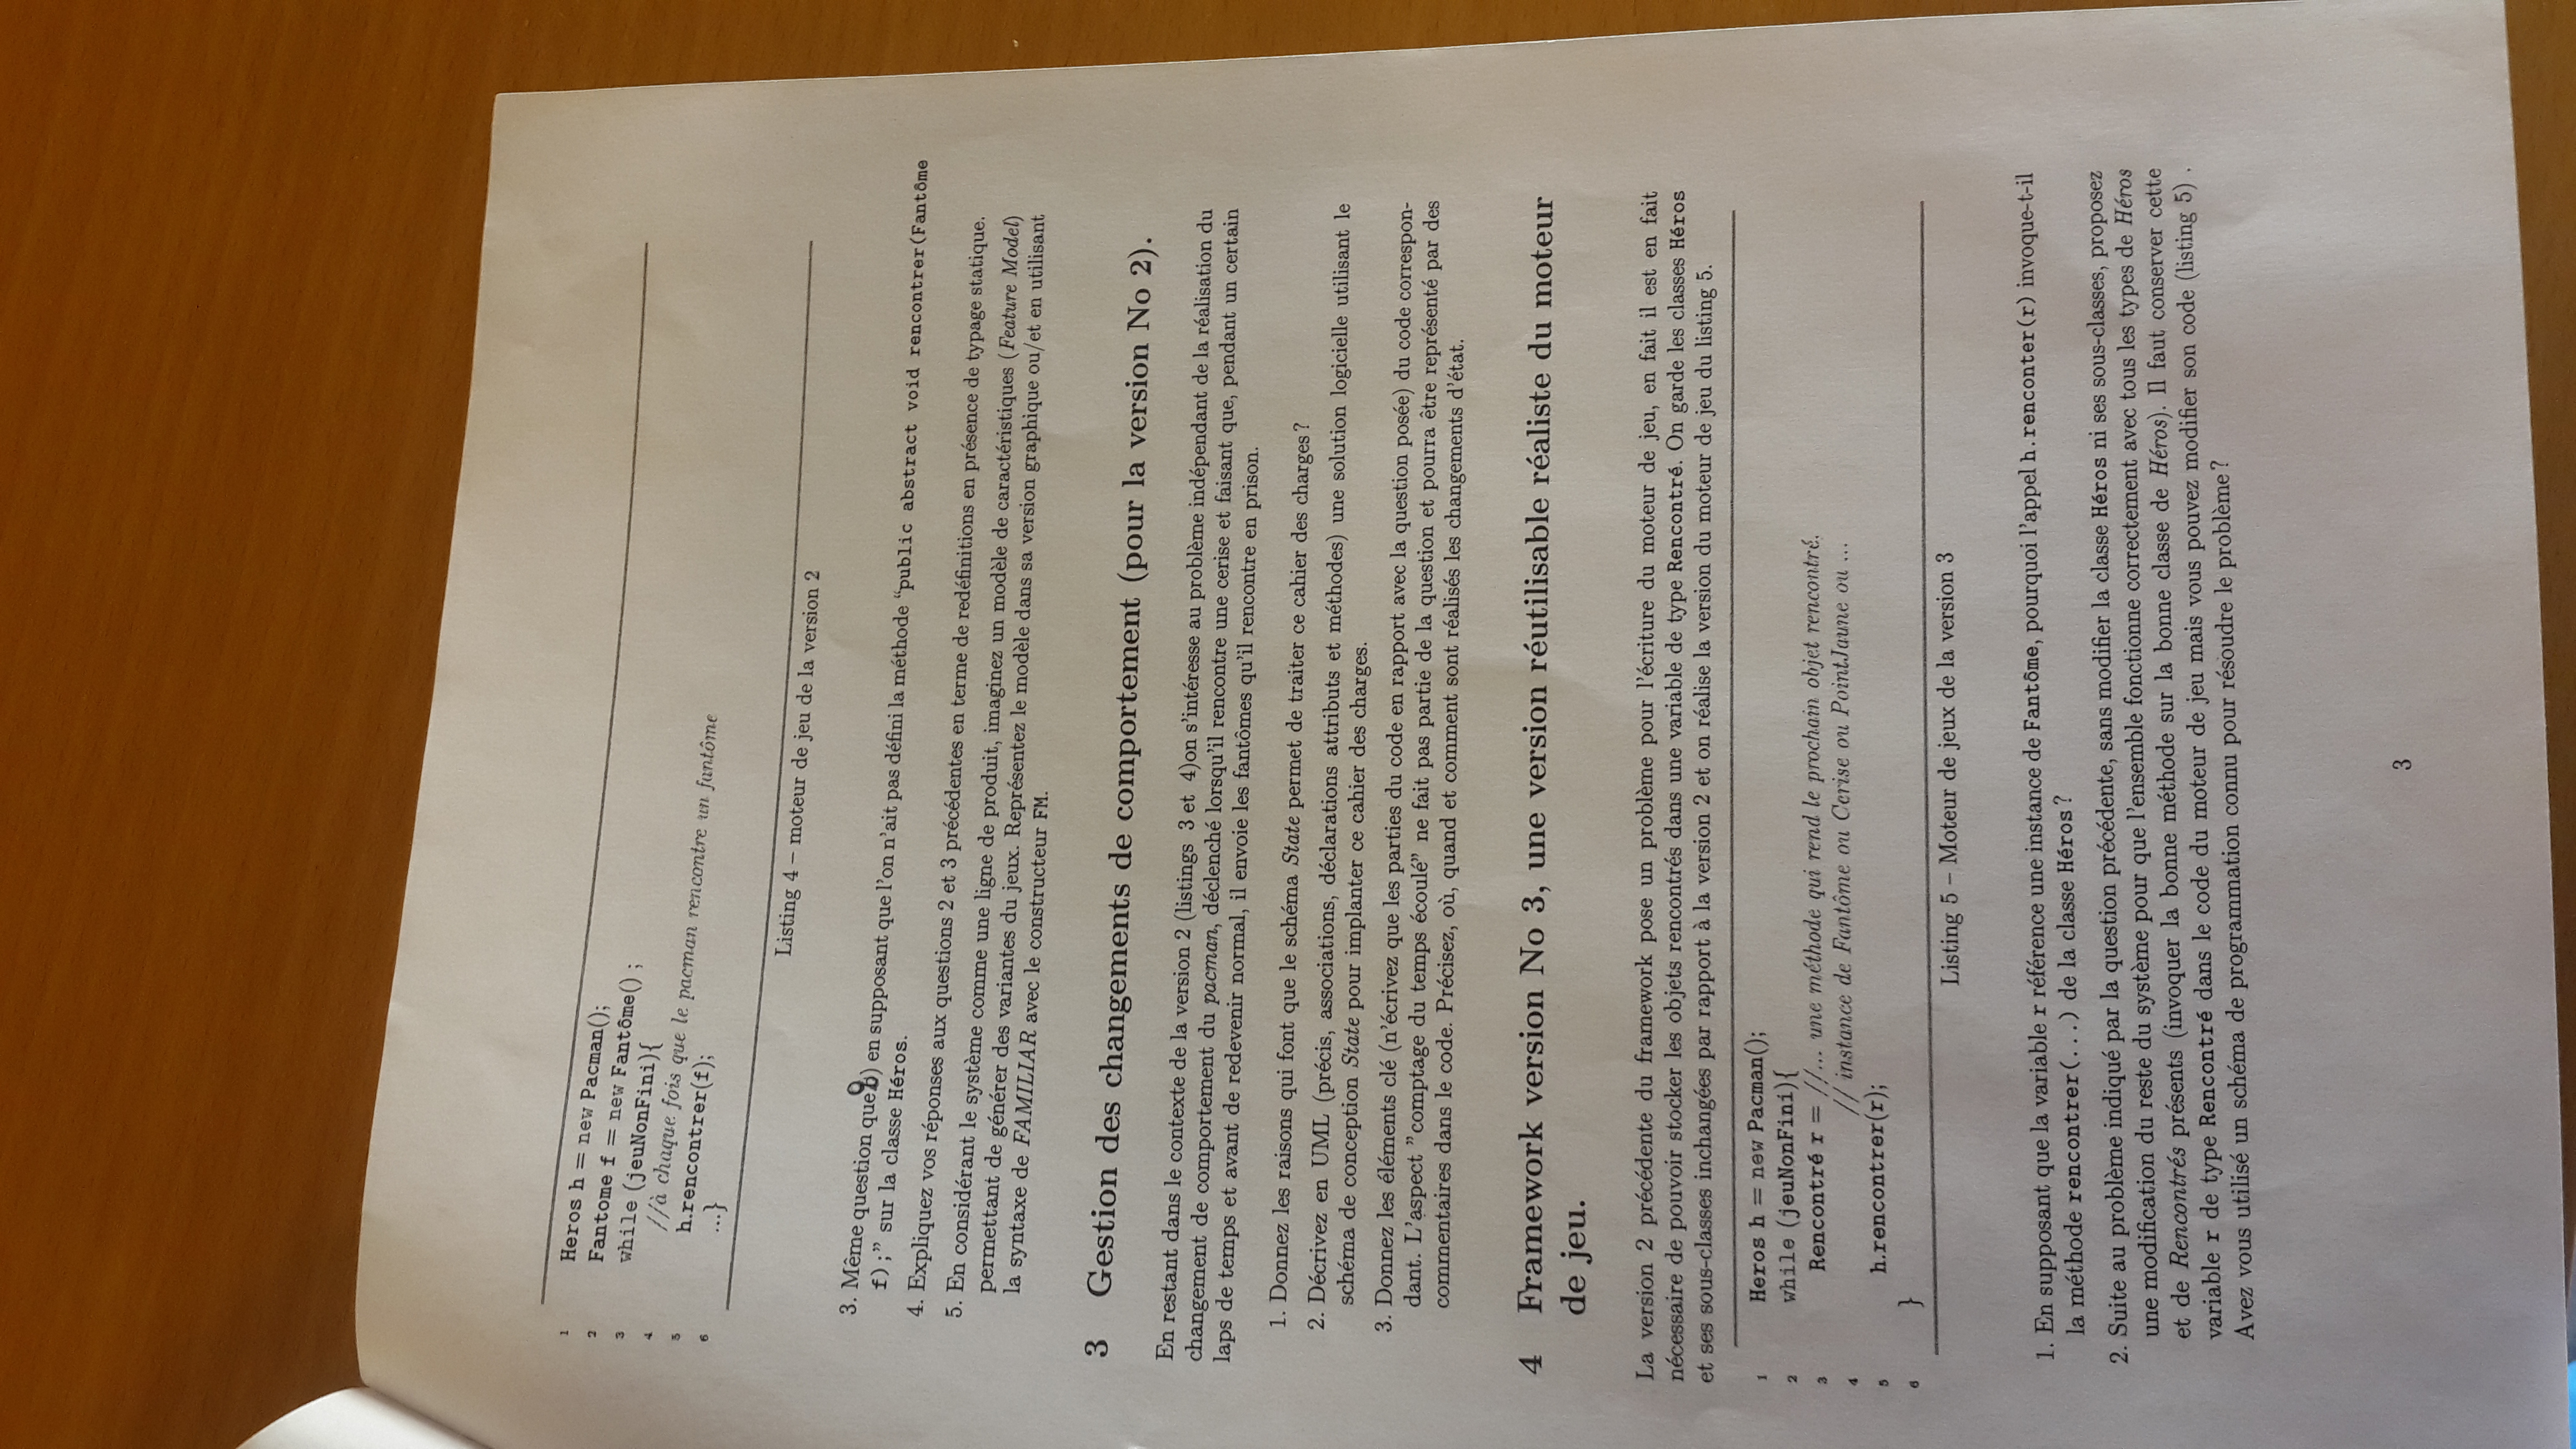 1 Heros h = new Pacman();
2 Fantome f = new Fantôme() ;
3 while (jeuNonFini){
4 //à chaque fois que le pacman rencontre un fantôme
5 h.rencontrer(f);
6 ...}
Listing 4 – moteur de jeu de la version 2
3. Même question que ) en supposant que l'on n'ait pas défini la méthode “public abstract void rencontrer(Fantôme
f) ;” sur la classe Héros.
4. Expliquez vos réponses aux questions 2 et 3 précédentes en terme de redéfinitions en présence de typage statique.
5. En considérant le système comme une ligne de produit, imaginez un modèle de caractéristiques (Feature Model)
permettant de générer des variantes du jeux. Représentez le modèle dans sa version graphique ou/et en utilisant
la syntaxe de FAMILIAR avec le constructeur FM.
3 Gestion des changements de comportement (pour la version No 2).
En restant dans le contexte de la version 2 (listings 3 et 4)on s'intéresse au problème indépendant de la réalisation du
changement de comportement du pacman, déclenché lorsqu'il rencontre une cerise et faisant que, pendant un certain
laps de temps et avant de redevenir normal, il envoie les fantômes qu'il rencontre en prison.
1. Donnez les raisons qui font que le schéma State permet de traiter ce cahier des charges ?
2. Décrivez en UML (précis, associations, déclarations attributs et méthodes) une solution logicielle utilisant le
schéma de conception State pour implanter ce cahier des charges.
3. Donnez les éléments clé (n'écrivez que les parties du code en rapport avec la question posée) du code correspon-
dant. L'aspect ”comptage du temps écoulé” ne fait pas partie de la question et pourra être représenté par des
commentaires dans le code. Précisez, où, quand et comment sont réalisés les changements d'état.
4 Framework version No 3, une version réutilisable réaliste du moteur
de jeu.
La version 2 précédente du framework pose un problème pour l'écriture du moteur de jeu, en fait il est en fait
nécessaire de pouvoir stocker les objets rencontrés dans une variable de type Rencontré. On garde les classes Héros
et ses sous-classes inchangées par rapport à la version 2 et on réalise la version du moteur de jeu du listing 5.
1 Heros h = new Pacman();
2 while (jeuNonFini){
3 Rencontré r = //... une méthode qui rend le prochain objet rencontré.
4 // instance de Fantôme ou Cerise ou PointJaune ou ...
5 h.rencontrer(r);
6 }
Listing 5 – Moteur de jeux de la version 3
1. En supposant que la variable r référence une instance de Fantôme, pourquoi l'appel h.renconter(r) invoque-t-il
la méthode rencontrer(...) de la classe Héros ?
2. Suite au problème indiqué par la question précédente, sans modifier la classe Héros ni ses sous-classes, proposez
une modification du reste du système pour que l'ensemble fonctionne correctement avec tous les types de Héros
et de Rencontrés présents (invoquer la bonne méthode sur la bonne classe de Héros). Il faut conserver cette
variable r de type Rencontré dans le code du moteur de jeu mais vous pouvez modifier son code (listing 5) .
Avez vous utilisé un schéma de programmation connu pour résoudre le problème ?
3